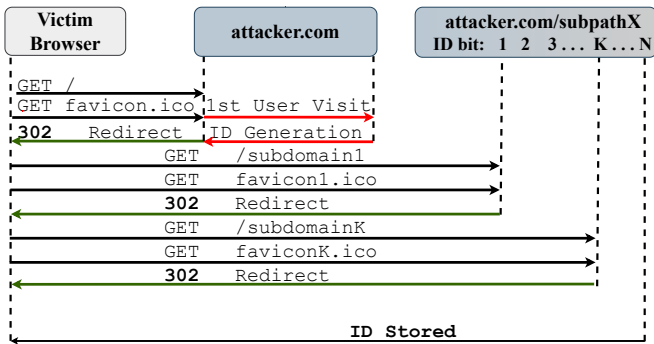 Victim Browser
attacker.com
attacker.com/subpathX
ID bit: 1 2 3... K...N
GET /
GET favicon.ico 1st User Visit
302 Redirect ID Generation
GET /subdomain1
GET favicon1.ico
302 Redirect
GET /subdomainK
GET faviconK.ico
302 Redirect
ID Stored